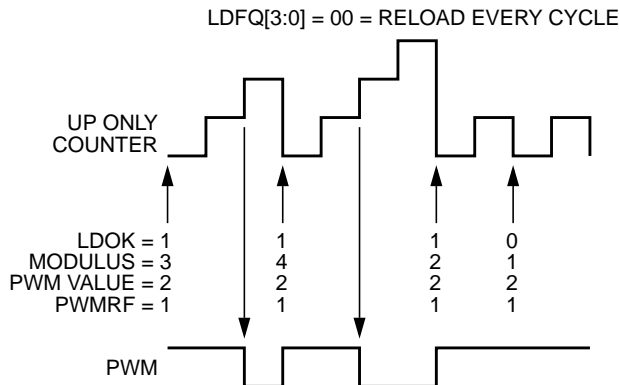 LDFQ[3:0] = 00 = RELOAD EVERY CYCLE
UP ONLY
COUNTER
LDOK = 1 1 1 0
MODULUS = 3 4 2 1
PWM VALUE = 2 2 2 2
PWMRF = 1 1 1 1
PWM